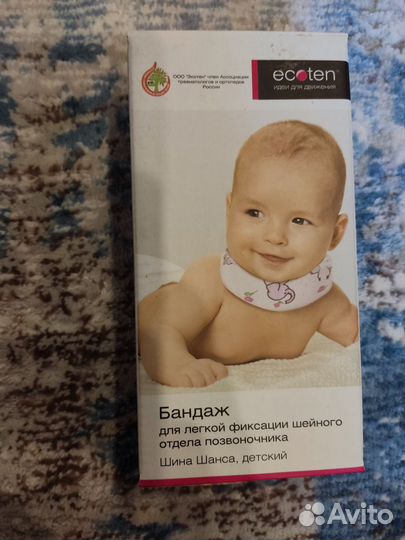 ООО "Экотен" член Ассоциации
травматологов и ортопедов
России
ecoten
идеи для движения
Бандаж
для легкой фиксации шейного
отдела позвоночника
Шина Шанса, детский
Avito